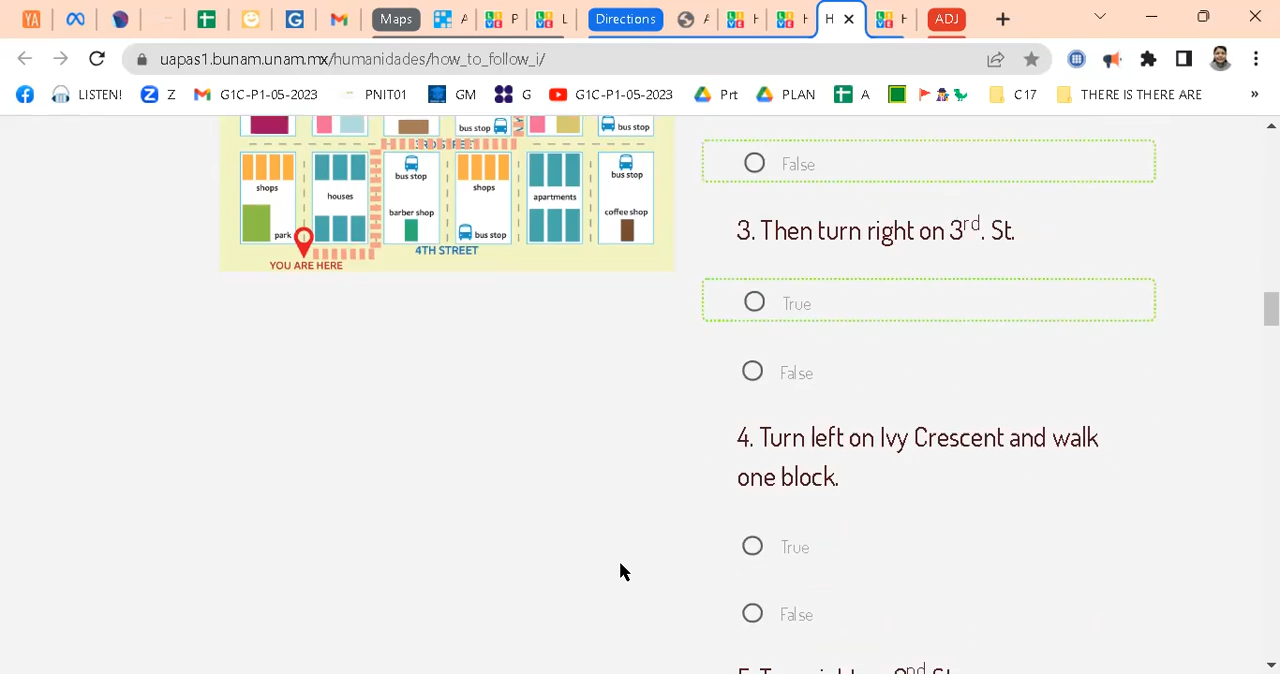 YA
G
Maps
A
P
L
Directions
A
H
H
H
H
ADJ
uapas1.bunam.unam.mx/humanidades/how_to_follow_i/
LISTEN!
Z
Z
G1C-P1-05-2023
PNIT01
GM
G
G1C-P1-05-2023
Prt
PLAN
A
C17
THERE IS THERE ARE
»
bus stop
bus stop
3RD STREET
shops
houses
bus stop
shops
apartments
bus stop
park
barber shop
bus stop
coffee shop
YOU ARE HERE
4TH STREET
False
3. Then turn right on 3rd. St.
True
False
4. Turn left on Ivy Crescent and walk
one block.
True
False